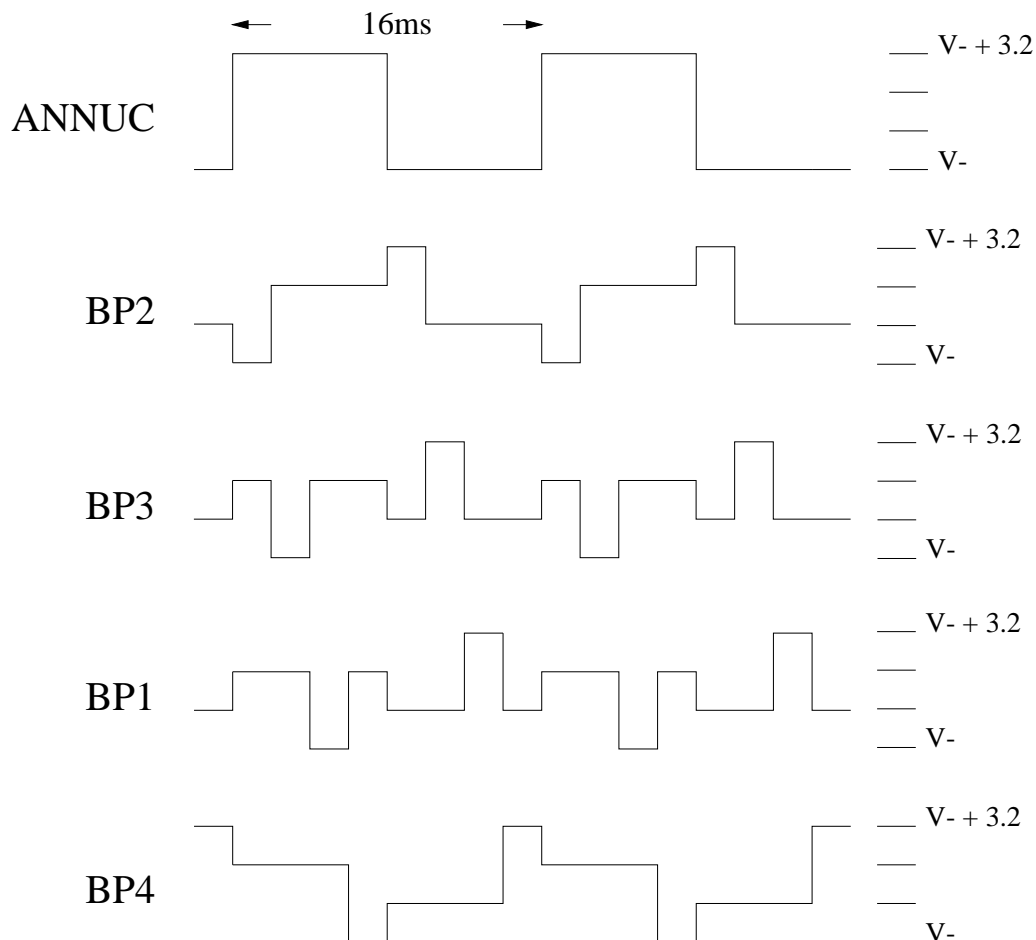 16ms
V- + 3.2
ANNUC
V-
V- + 3.2
BP2
V-
V- + 3.2
BP3
V-
V- + 3.2
BP1
V-
V- + 3.2
BP4
V-